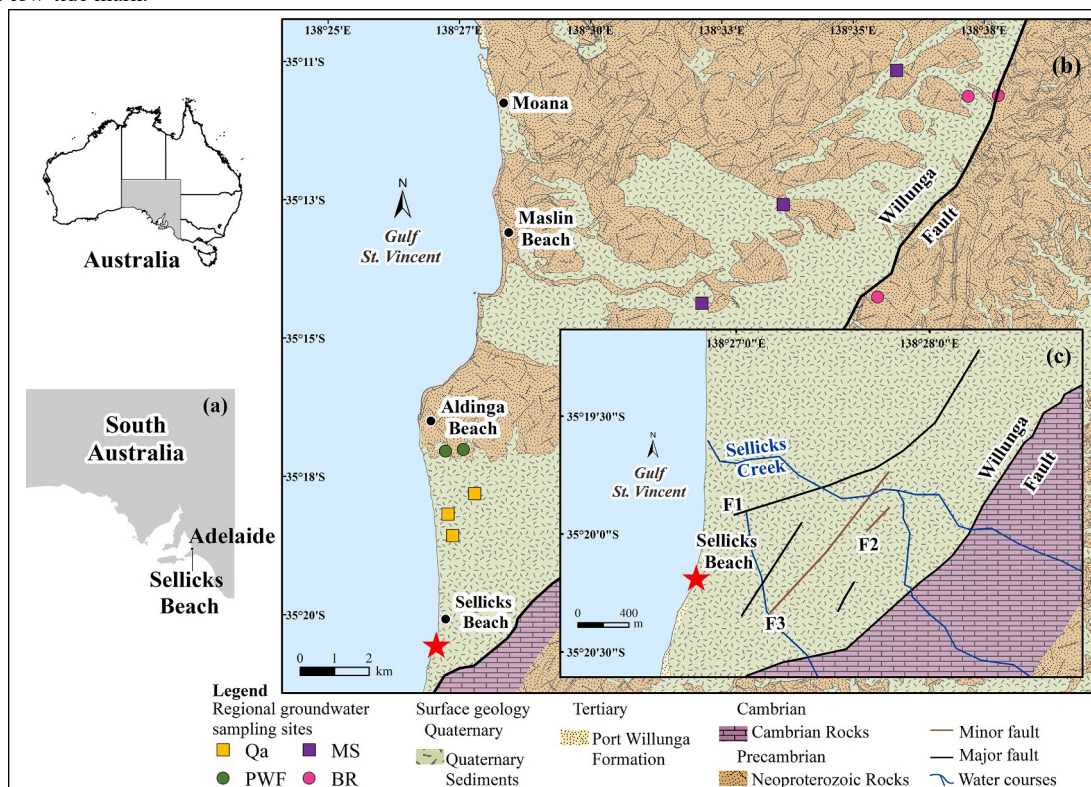 138°25'E 138°27'E 138°30'E 138°33'E 138°35'E 138°38'E
(b)
35°11'S
Moana
35°13'S
N
Maslin
Beach
Gulf
St. Vincent
Willunga
Fault
Australia
35°15'S
Aldinga
Beach
35°18'S
35°20'S
Sellicks
Beach
0 1 2
km
(a)
South
Australia
Adelaide
Sellicks
Beach
138°27'0"E 138°28'0"E
(c)
35°19'30"S
N
Gulf
St. Vincent
Sellicks
Creek
Willunga
Fault
F1
35°20'0"S
Sellicks
Beach
F2
F3
0 400
m
35°20'30"S
Legend
Regional groundwater
sampling sites
Qa MS
PWF BR
Surface geology
Quaternary
Quaternary
Sediments
Tertiary
Port Willunga
Formation
Cambrian
Cambrian Rocks
Precambrian
Neoproterozoic Rocks
Minor fault
Major fault
Water courses